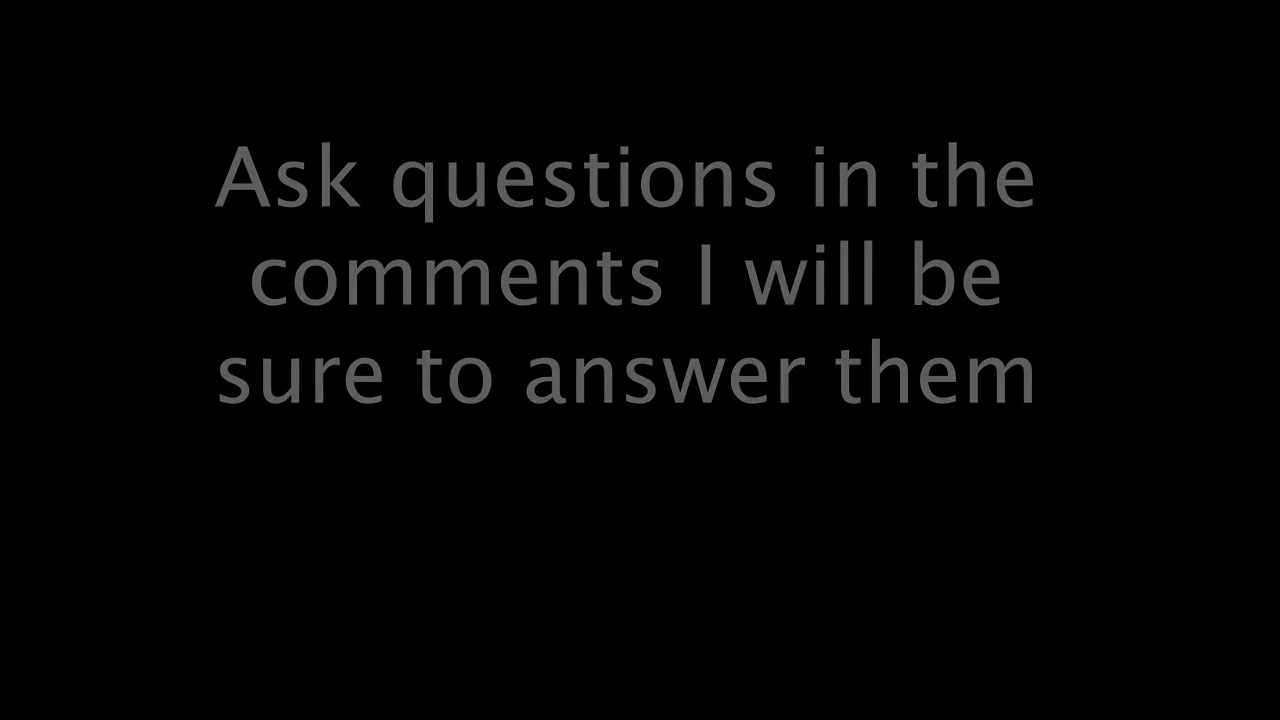 Ask questions in the
comments I will be
sure to answer them